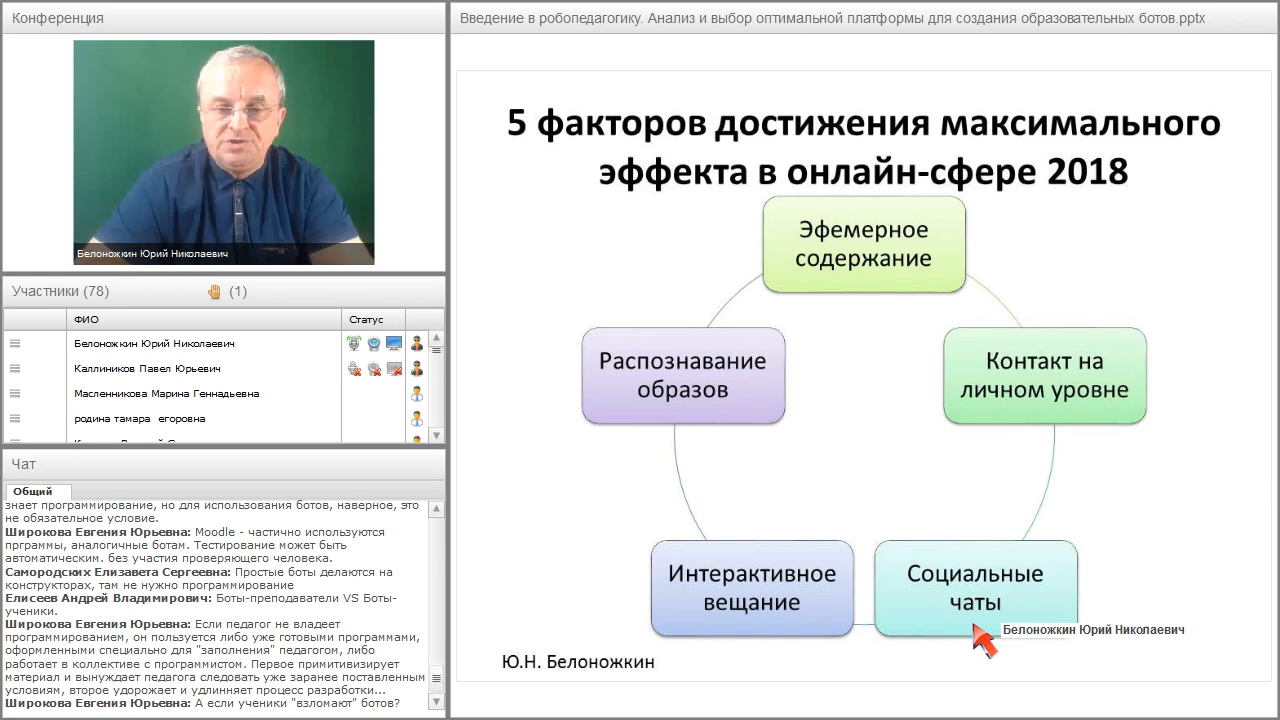 Конференция
Белоножкин Юрий Николаевич
Участники (78)
(1)
ФИО
Статус
Белоножкин Юрий Николаевич
Каллиников Павел Юрьевич
Масленникова Марина Геннадьевна
родина тамара егоровна
Чат
Общий
знает программирование, но для использования ботов, наверное, это
не обязательное условие.
Широкова Евгения Юрьевна: Moodle - частично используются
прграммы, аналогичные ботам. Тестирование может быть
автоматическим. без участия проверяющего человека.
Самородских Елизавета Сергеевна: Простые боты делаются на
конструкторах, там не нужно программирование
Елисеев Андрей Владимирович: Боты-преподаватели VS Боты-
ученики.
Широкова Евгения Юрьевна: Если педагог не владеет
программированием, он пользуется либо уже готовыми программами,
оформленными специально для "заполнения" педагогом, либо
работает в коллективе с программистом. Первое примитивизирует
материал и вынуждает педагога следовать уже заранее поставленным
условиям, второе удорожает и удлинняет процесс разработки...
Широкова Евгения Юрьевна: А если ученики "взломают" ботов?
Введение в робопедагогику. Анализ и выбор оптимальной платформы для создания образовательных ботов.pptx
5 факторов достижения максимального
эффекта в онлайн-сфере 2018
Эфемерное
содержание
Контакт на
личном уровне
Социальные
чаты
Интерактивное
вещание
Распознавание
образов
Белоножкин Юрий Николаевич
Ю.Н. Белоножкин